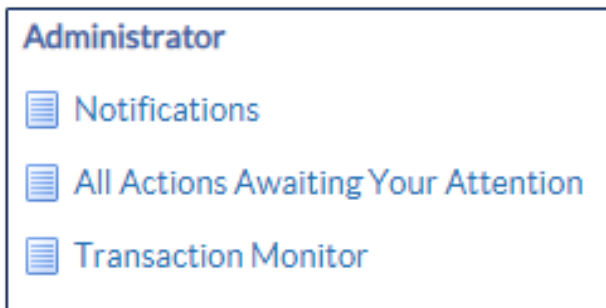 Administrator
Notifications
All Actions Awaiting Your Attention
Transaction Monitor